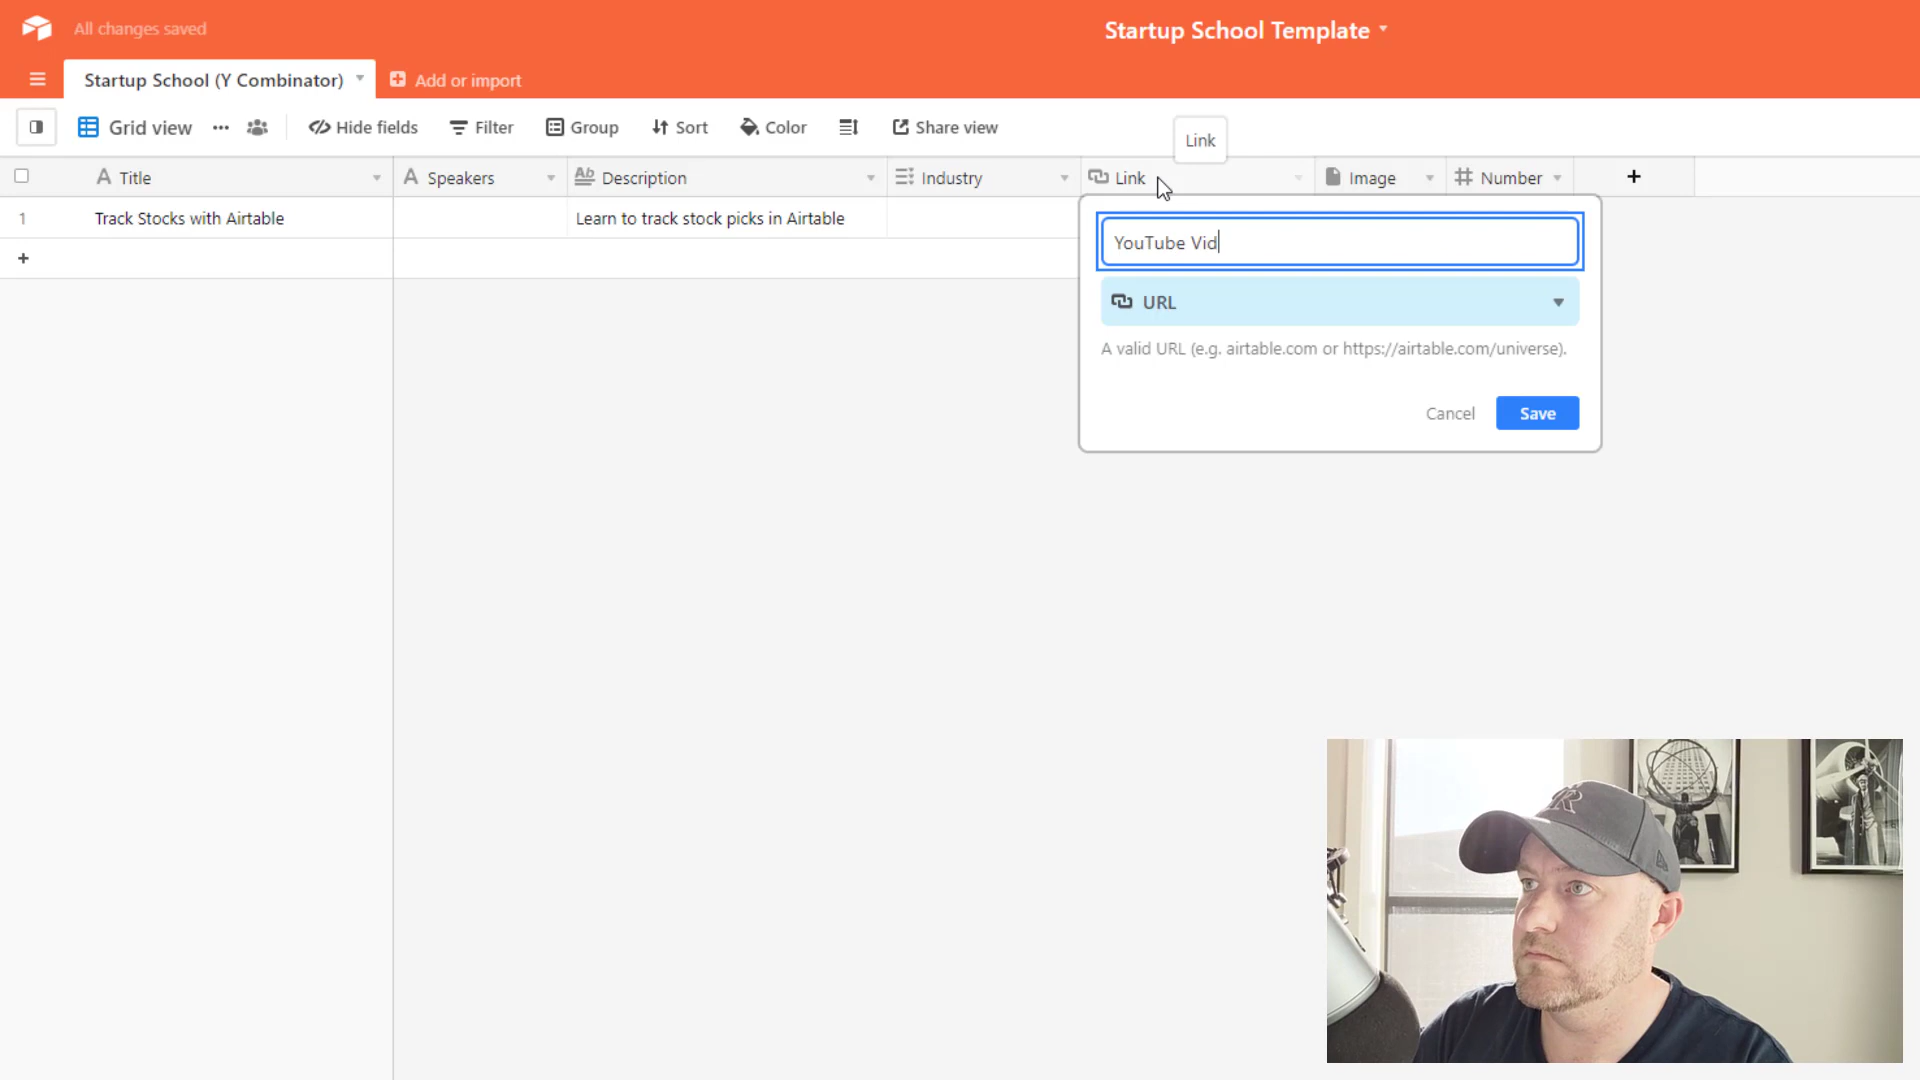 All changes saved
Startup School Template
Startup School (Y Combinator)
Add or import
Grid view
Hide fields
Filter
Group
Sort
Color
Share view
Link
Title
Speakers
Description
Industry
Link
Image
Number
1
Track Stocks with Airtable
Learn to track stock picks in Airtable
YouTube Vid
URL
A valid URL (e.g. airtable.com or https://airtable.com/universe).
Cancel
Save